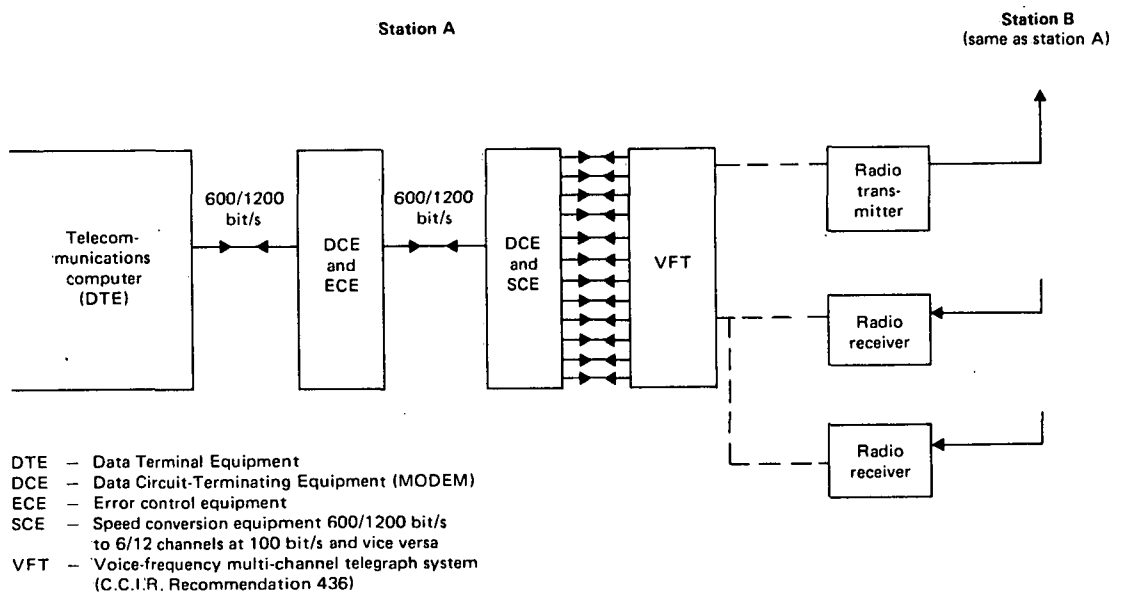 Station A
Station B
(same as station A)
Telecom-
munications
computer
(DTE)
600/1200
bit/s
DCE
and
ECE
600/1200
bit/s
DCE
and
SCE
VFT
Radio
trans-
mitter
Radio
receiver
Radio
receiver
DTE – Data Terminal Equipment
DCE – Data Circuit-Terminating Equipment (MODEM)
ECE – Error control equipment
SCE – Speed conversion equipment 600/1200 bit/s
to 6/12 channels at 100 bit/s and vice versa
VFT – Voice-frequency multi-channel telegraph system
(C.C.I.R. Recommendation 436)